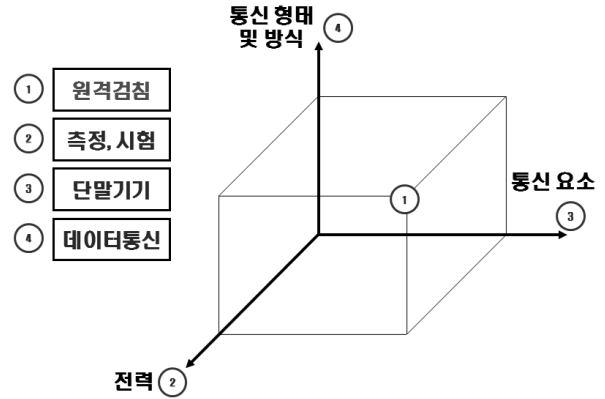 통신 형태
및 방식
4
1
원격검침
2
측정, 시험
3
단말기기
4
데이터통신
1
통신 요소
3
전력
2